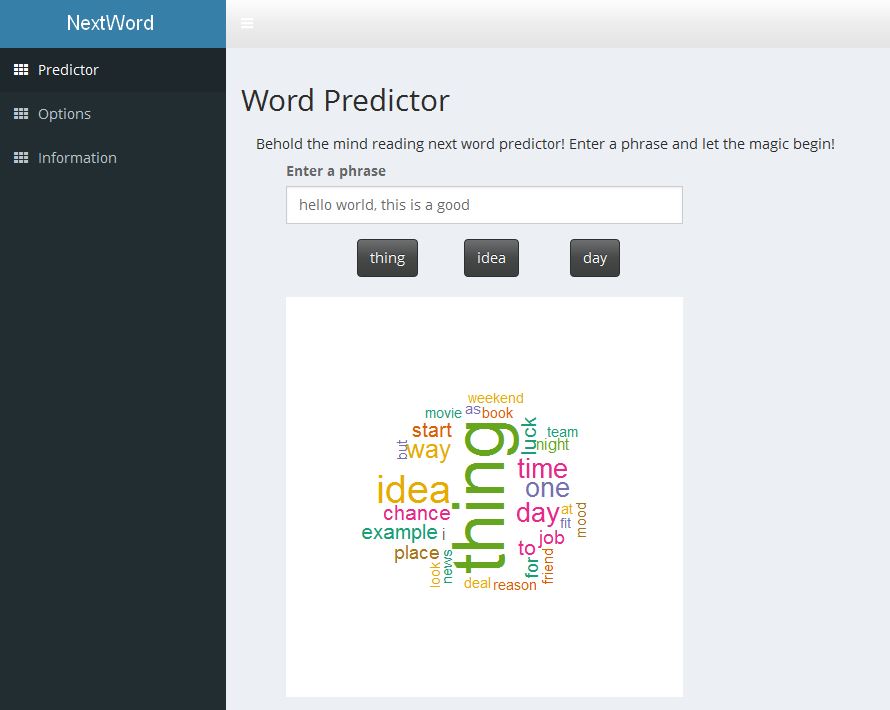 NextWord
Predictor
Options
Information
Word Predictor
Behold the mind reading next word predictor! Enter a phrase and let the magic begin!
Enter a phrase
hello world, this is a good
thing idea day
weekend
movie as book
start
but way
luck
team
night
thing
idea
time
one
chance
day
at
fit
mood
example i
job
to
place
for
friend
look
news
deal reason